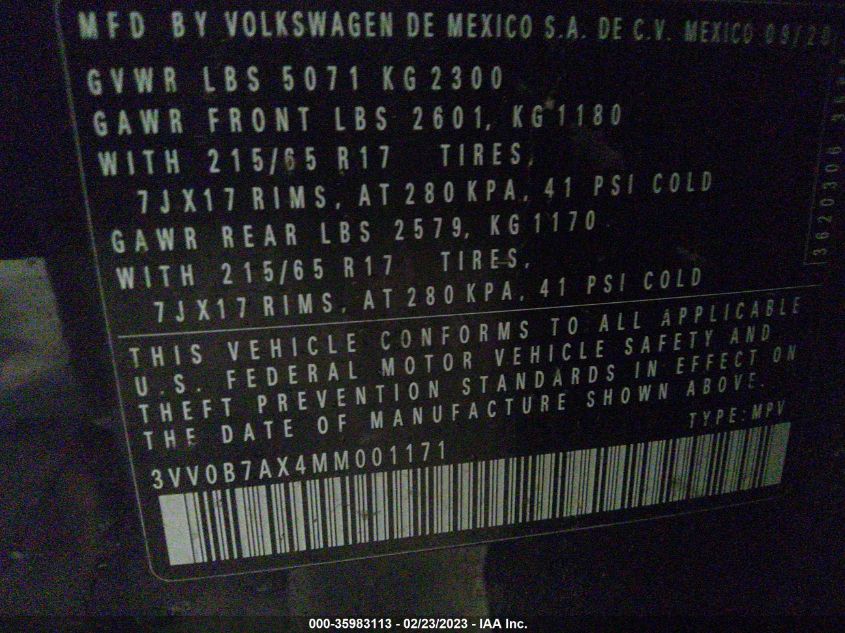 MFD BY VOLKSWAGEN DE MEXICO S.A. DE C.V. MEXICO 09/20
GVWR LBS 5071 KG 2300
GAWR FRONT LBS 2601, KG 1180
WITH 215/65 R17 TIRES,
7JX17 RIMS, AT 280 KPA, 41 PSI COLD
GAWR REAR LBS 2579, KG 1170
WITH 215/65 R17 TIRES,
7JX17 RIMS, AT 280 KPA, 41 PSI COLD
THIS VEHICLE CONFORMS TO ALL APPLICABLE
U.S. FEDERAL MOTOR VEHICLE SAFETY AND
THEFT PREVENTION STANDARDS IN EFFECT ON
THE DATE OF MANUFACTURE SHOWN ABOVE.
TYPE: MPV
3VV0B7AX4MM001171
3620306
000-35983113 - 02/23/2023 - IAA Inc.